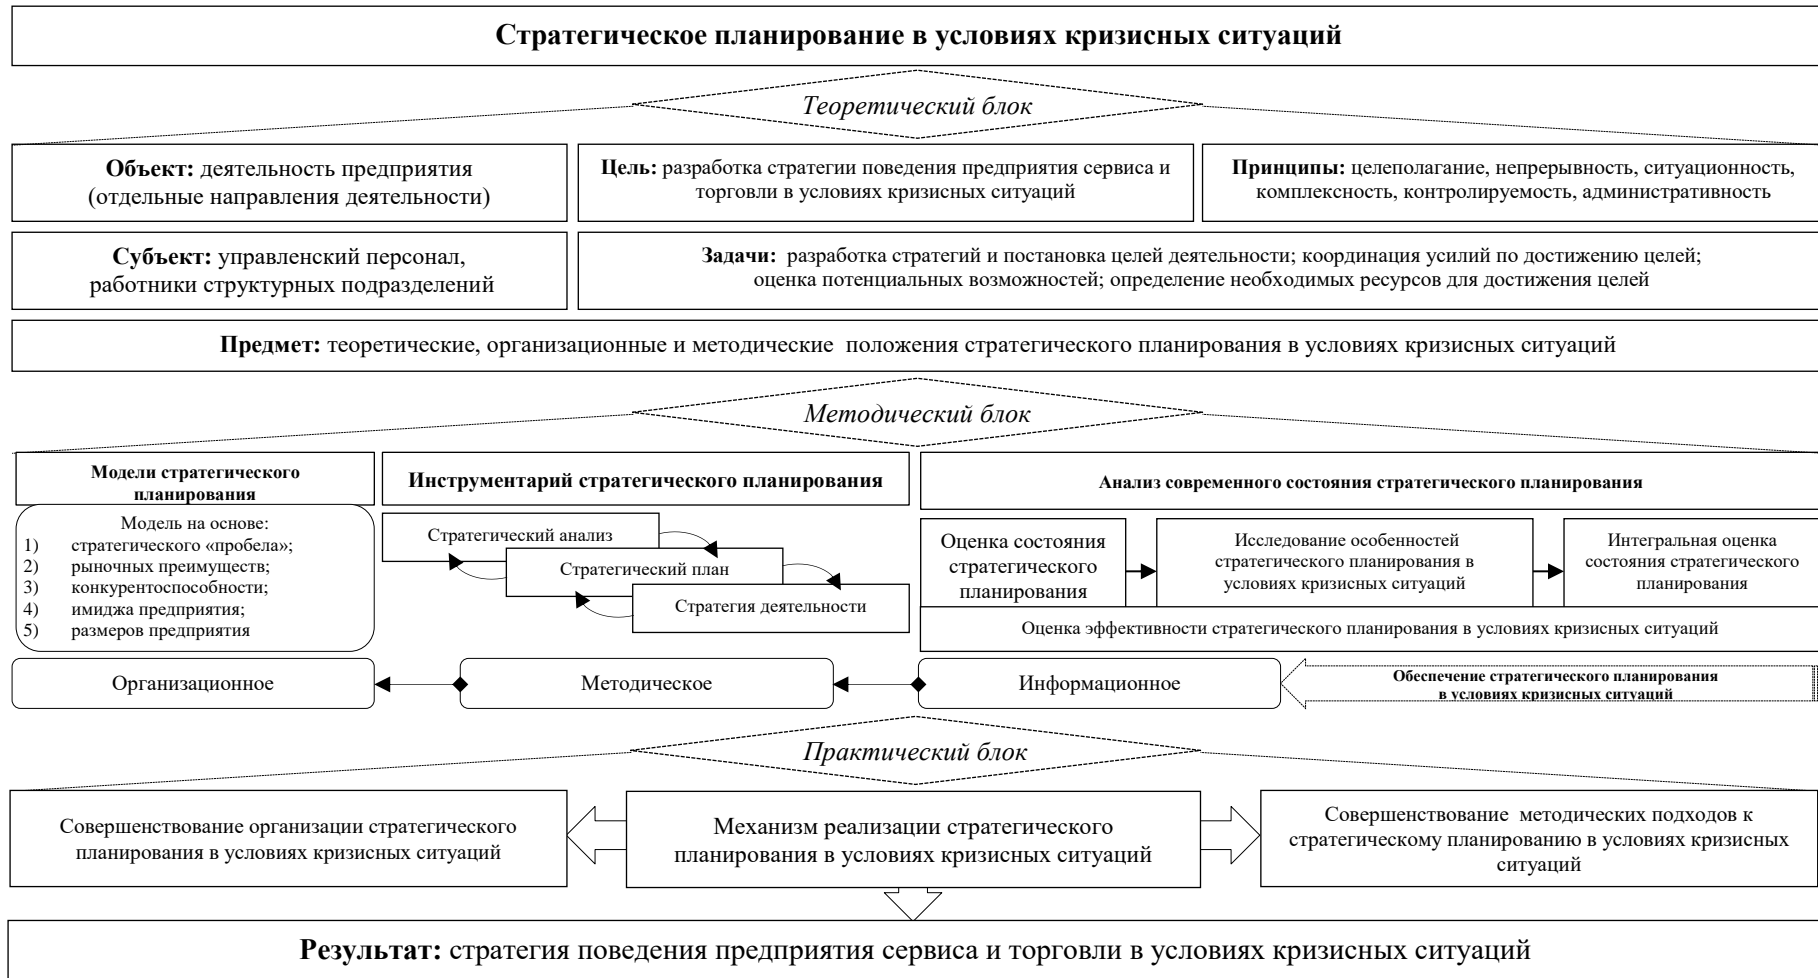 Стратегическое планирование в условиях кризисных ситуаций
Теоретический блок
Объект: деятельность предприятия
(отдельные направления деятельности)
Цель: разработка стратегии поведения предприятия сервиса и
торговли в условиях кризисных ситуаций
Принципы: целеполагание, непрерывность, ситуационность,
комплексность, контролируемость, административность
Субъект: управленский персонал,
работники структурных подразделений
Задачи: разработка стратегий и постановка целей деятельности; координация усилий по достижению целей;
оценка потенциальных возможностей; определение необходимых ресурсов для достижения целей
Предмет: теоретические, организационные и методические положения стратегического планирования в условиях кризисных ситуаций
Методический блок
Модели стратегического
планирования
Модель на основе:
1) стратегического «пробела»;
2) рыночных преимуществ;
3) конкурентоспособности;
4) имиджа предприятия;
5) размеров предприятия
Инструментарий стратегического планирования
Стратегический анализ
Стратегический план
Стратегия деятельности
Анализ современного состояния стратегического планирования
Оценка состояния
стратегического
планирования
Исследование особенностей
стратегического планирования в
условиях кризисных ситуаций
Интегральная оценка
состояния стратегического
планирования
Оценка эффективности стратегического планирования в условиях кризисных ситуаций
Организационное
Методическое
Информационное
Обеспечение стратегического планирования
в условиях кризисных ситуаций
Практический блок
Совершенствование организации стратегического
планирования в условиях кризисных ситуаций
Механизм реализации стратегического
планирования в условиях кризисных ситуаций
Совершенствование методических подходов к
стратегическому планированию в условиях кризисных
ситуаций
Результат: стратегия поведения предприятия сервиса и торговли в условиях кризисных ситуаций